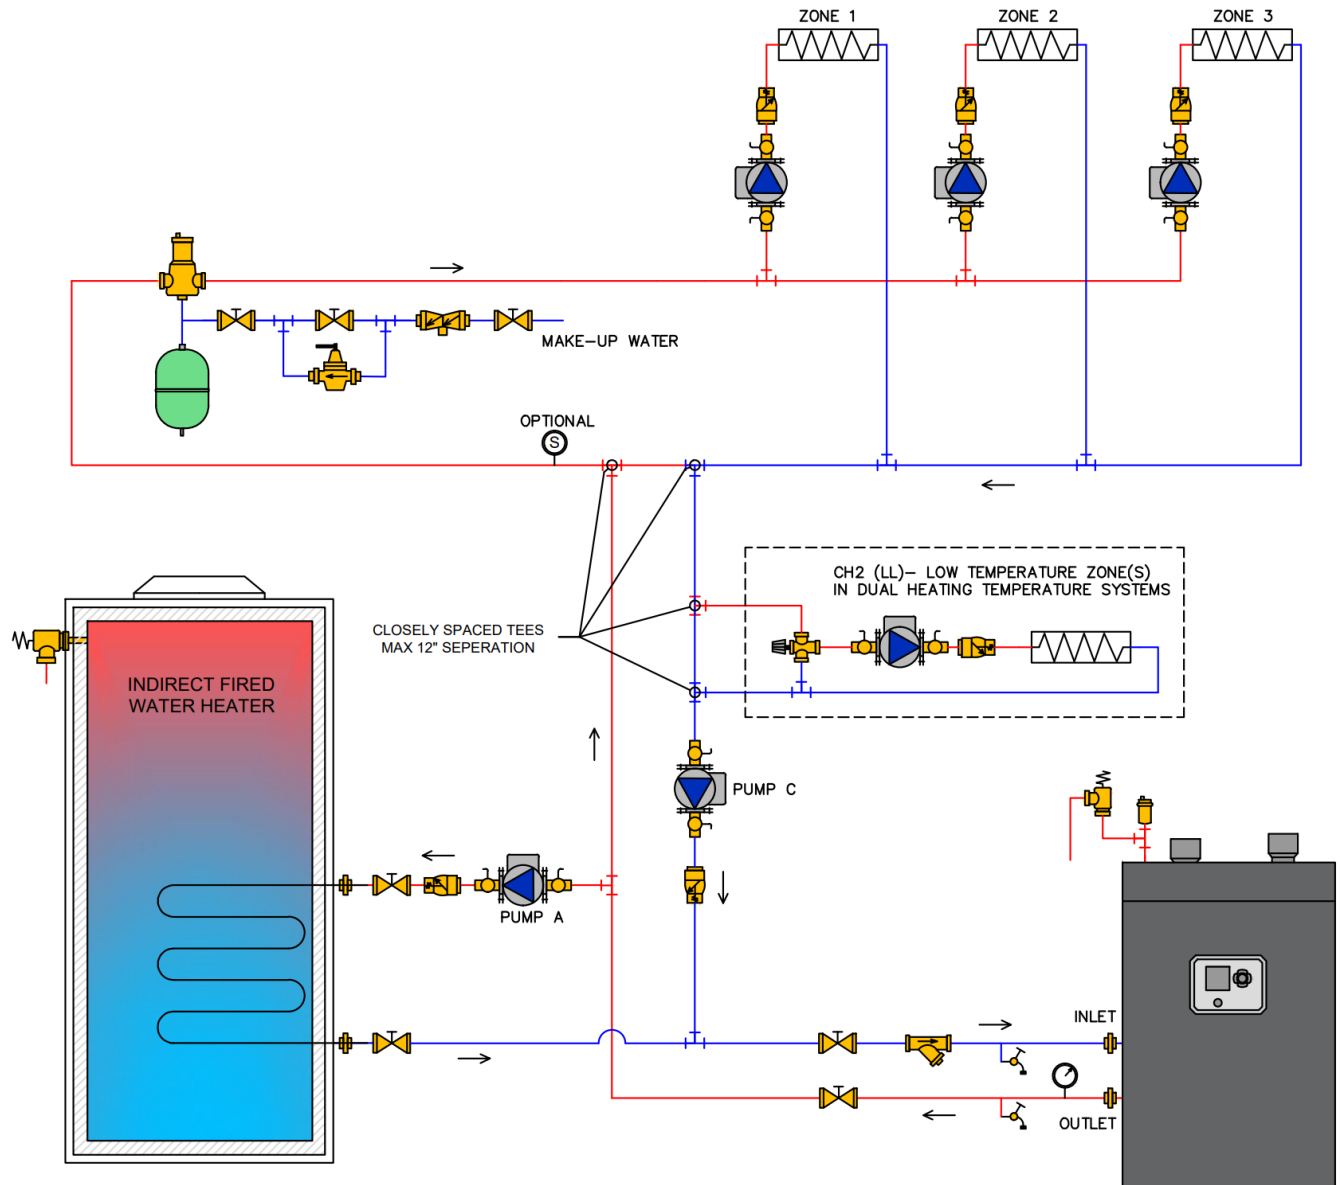 ZONE 1
ZONE 2
ZONE 3
MAKE-UP WATER
OPTIONAL
S
CH2 (LL)- LOW TEMPERATURE ZONE(S)
IN DUAL HEATING TEMPERATURE SYSTEMS
CLOSELY SPACED TEES
MAX 12" SEPERATION
INDIRECT FIRED
WATER HEATER
PUMP C
PUMP A
INLET
OUTLET